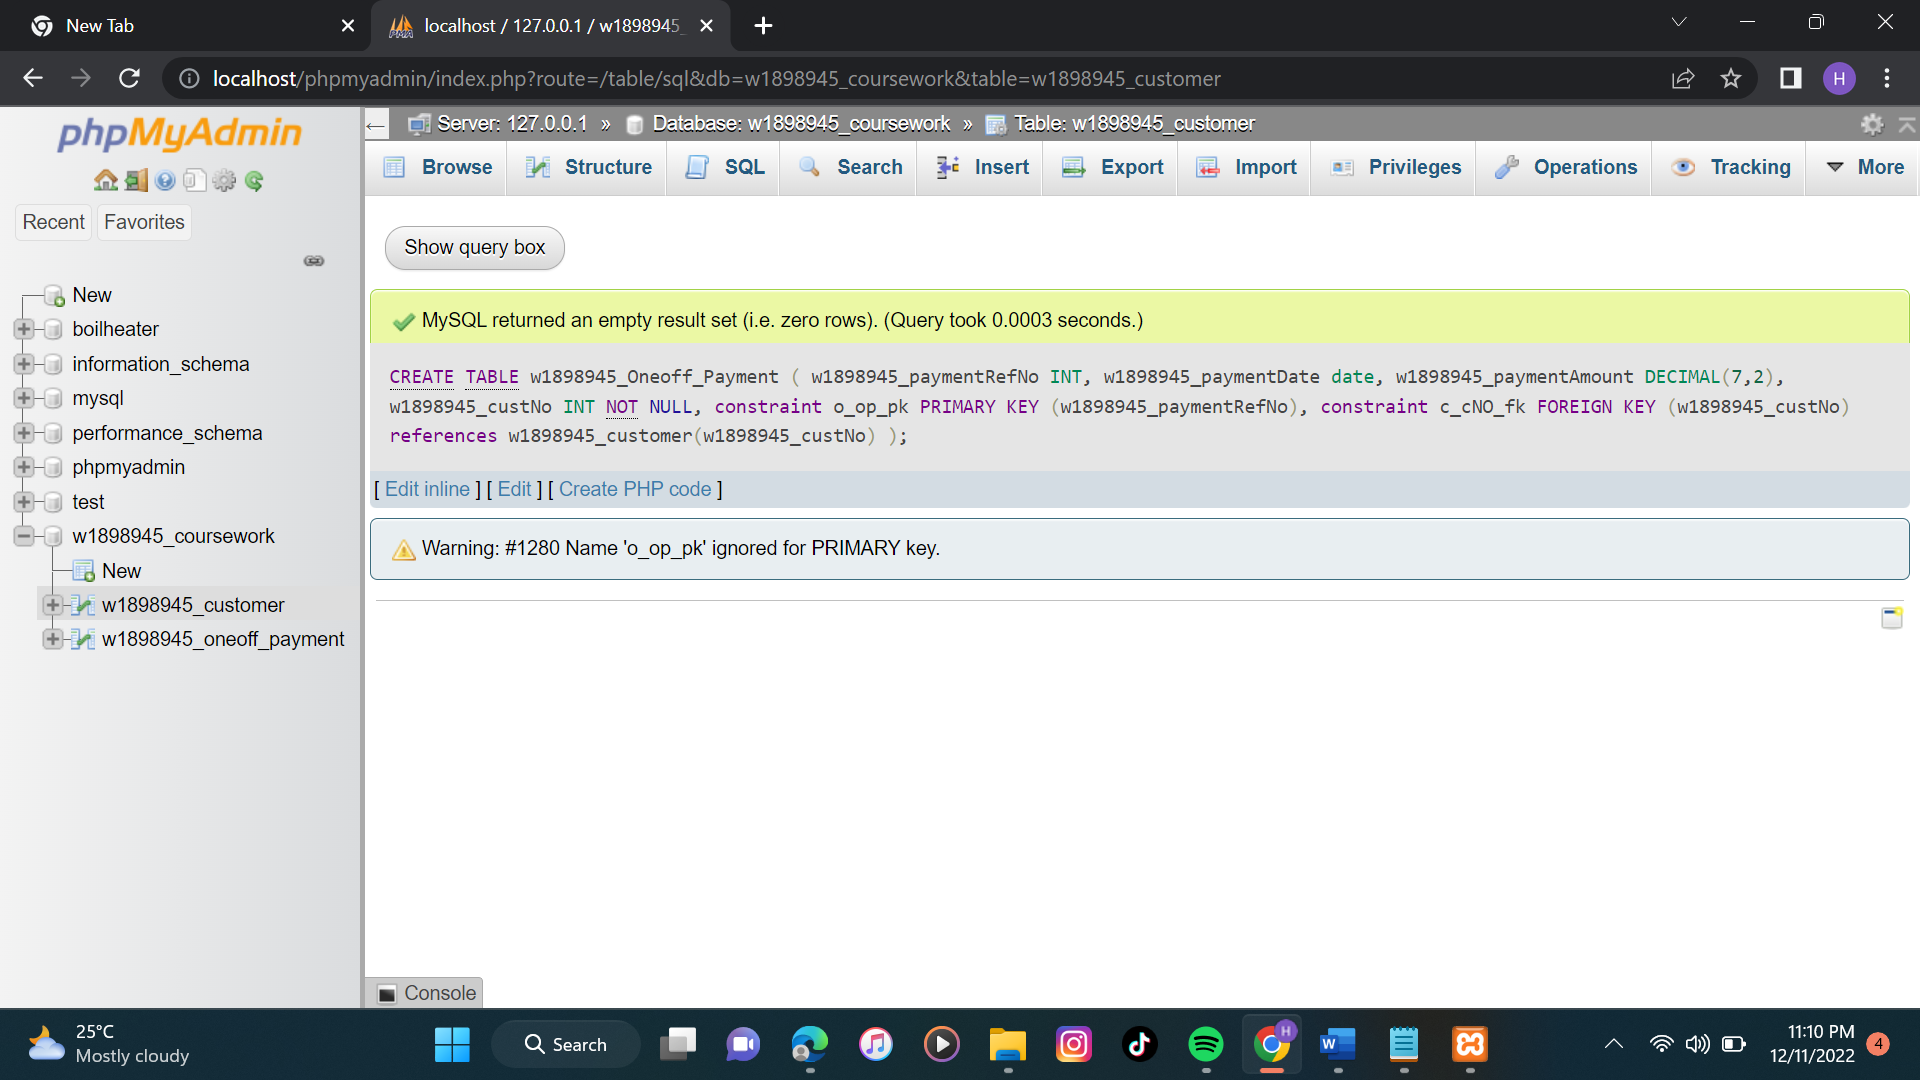 New Tab
localhost / 127.0.0.1 / w1898945_
localhost/phpmyadmin/index.php?route=/table/sql&db=w1898945_coursework&table=w1898945_customer
H
phpMyAdmin
Recent
Favorites
New
boilheater
information_schema
mysql
performance_schema
phpmyadmin
test
w1898945_coursework
New
w1898945_customer
w1898945_oneoff_payment
Server: 127.0.0.1 » Database: w1898945_coursework » Table: w1898945_customer
Browse
Structure
SQL
Search
Insert
Export
Import
Privileges
Operations
Tracking
More
Show query box
MySQL returned an empty result set (i.e. zero rows). (Query took 0.0003 seconds.)
CREATE TABLE w1898945_Oneoff_Payment ( w1898945_paymentRefNo INT, w1898945_paymentDate date, w1898945_paymentAmount DECIMAL(7,2),
w1898945_custNo INT NOT NULL, constraint o_op_pk PRIMARY KEY (w1898945_paymentRefNo), constraint c_cNO_fk FOREIGN KEY (w1898945_custNo)
references w1898945_customer(w1898945_custNo) );
[ Edit inline ] [ Edit ] [ Create PHP code ]
Warning: #1280 Name 'o_op_pk' ignored for PRIMARY key.
Console
25°C
Mostly cloudy
Search
H
W
11:10 PM
12/11/2022
4